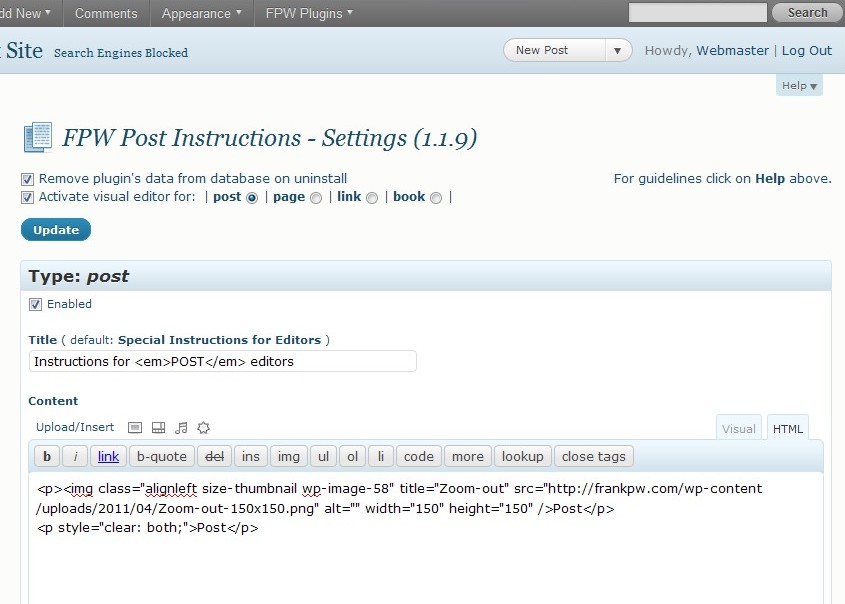 dd New Comments Appearance FPW Plugins Search
Site Search Engines Blocked New Post Howdy, Webmaster | Log Out
Help
FPW Post Instructions - Settings (1.1.9)
Remove plugin's data from database on uninstall For guidelines click on Help above.
Activate visual editor for: | post | page | link | book |
Update
Type: post
Enabled
Title ( default: Special Instructions for Editors )
Instructions for <em>POST</em> editors
Content
Upload/Insert Visual HTML
b i link b-quote del ins img ul ol li code more lookup close tags
<p><img class="alignleft size-thumbnail wp-image-58" title="Zoom-out" src="http://frankpw.com/wp-content
/uploads/2011/04/Zoom-out-150x150.png" alt="" width="150" height="150" />Post</p>
<p style="clear: both;">Post</p>